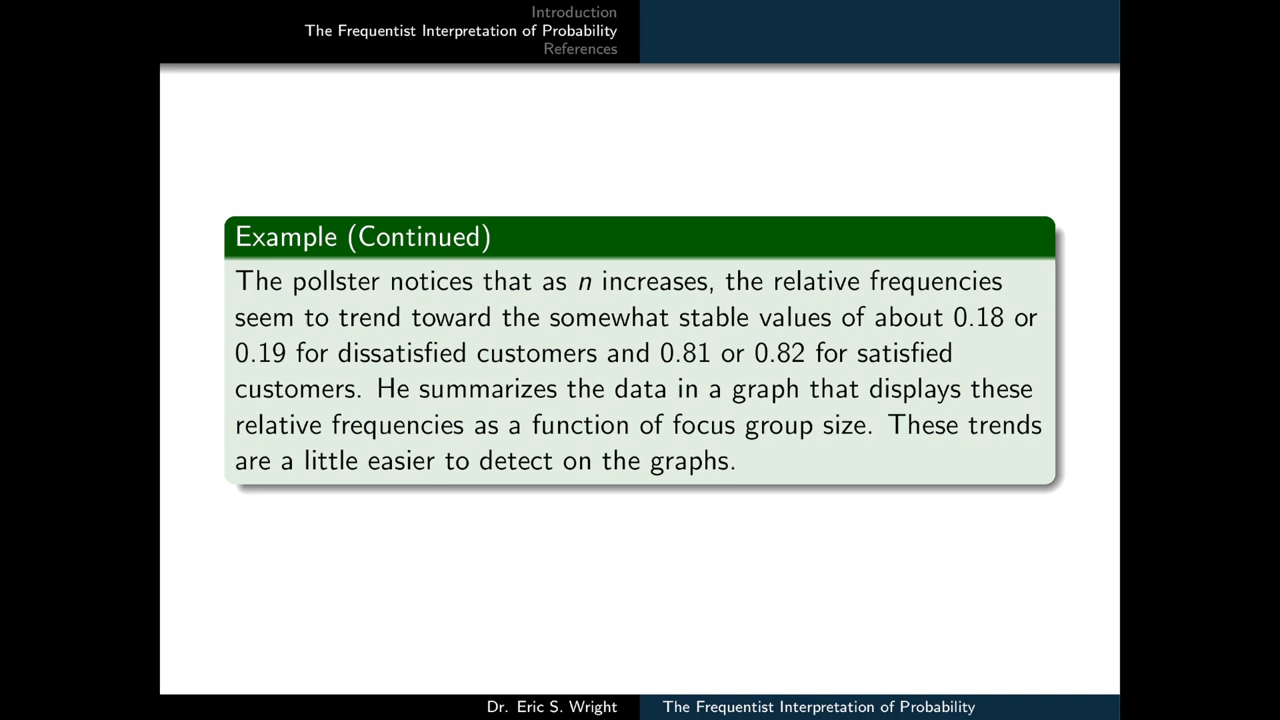 Introduction
The Frequentist Interpretation of Probability
References
Example (Continued)
The pollster notices that as n increases, the relative frequencies
seem to trend toward the somewhat stable values of about 0.18 or
0.19 for dissatisfied customers and 0.81 or 0.82 for satisfied
customers. He summarizes the data in a graph that displays these
relative frequencies as a function of focus group size. These trends
are a little easier to detect on the graphs.
Dr. Eric S. Wright
The Frequentist Interpretation of Probability